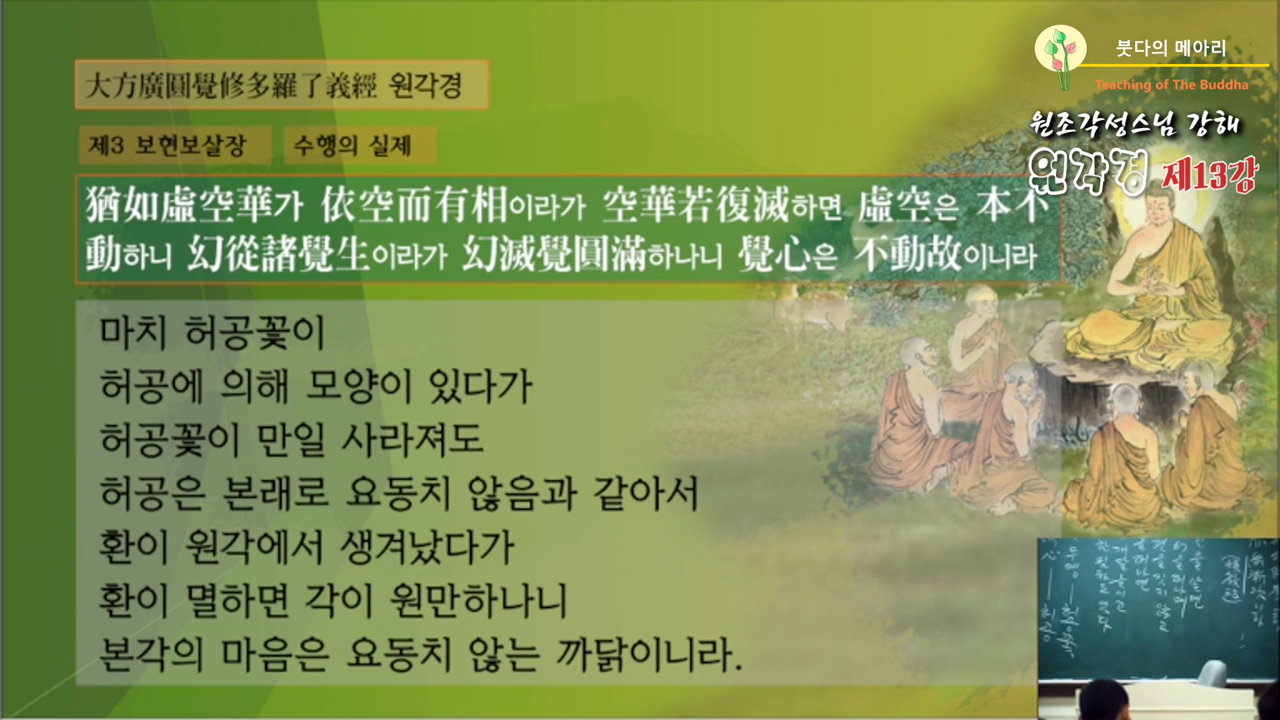 붓다의 메아리
Teaching of The Buddha
원조각성스님 강해
원각경 제13강
大方廣圓覺修多羅了義經 원각경
제3 보현보살장
수행의 실제
猶如虛空華가 依空而有相이라가 空華若復滅하면 虛空은 本不
動하니 幻從諸覺生이라가 幻滅覺圓滿하나니 覺心은 不動故이니라
마치 허공꽃이
허공에 의해 모양이 있다가
허공꽃이 만일 사라져도
허공은 본래로 요동치 않음과 같아서
환이 원각에서 생겨났다가
환이 멸하면 각이 원만하나니
본각의 마음은 요동치 않는 까닭이니라.